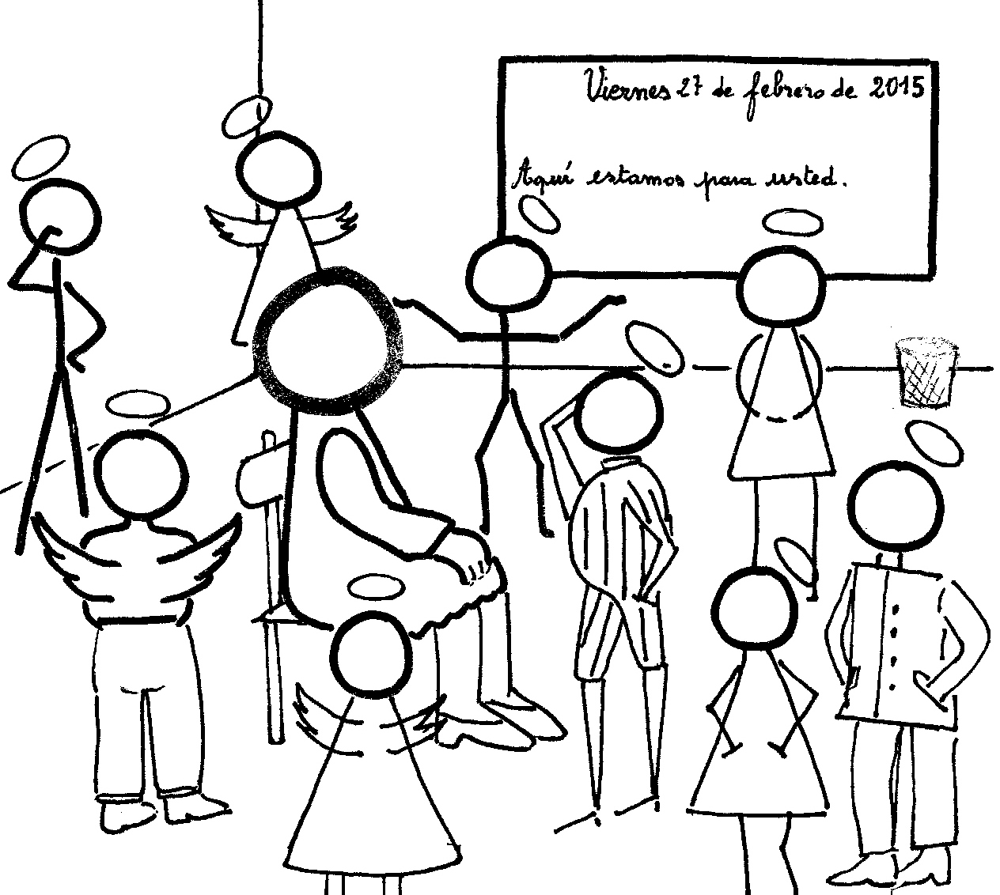 Viernes 27 de febrero de 2015
Aquí estamos para usted.